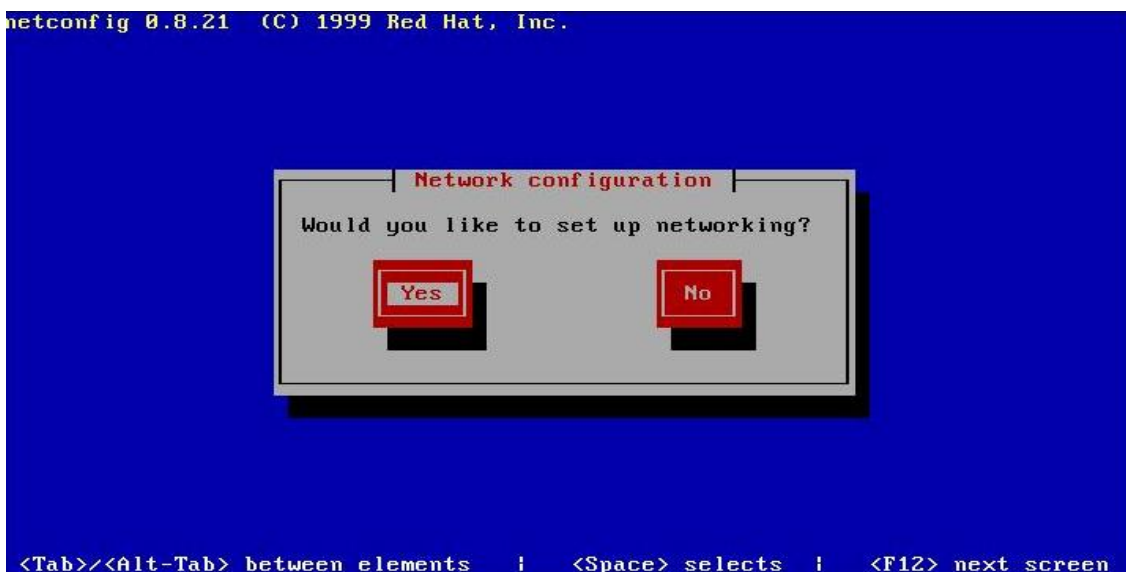 netconfig 0.8.21 (C) 1999 Red Hat, Inc.
Network configuration
Would you like to set up networking?
Yes No
<Tab>/<Alt-Tab> between elements | <Space> selects | <F12> next screen